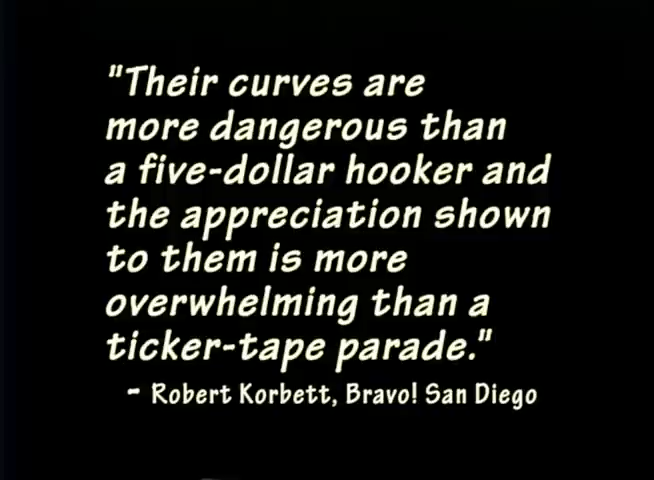 "Their curves are
more dangerous than
a five-dollar hooker and
the appreciation shown
to them is more
overwhelming than a
ticker-tape parade."
- Robert Korbett, Bravo! San Diego